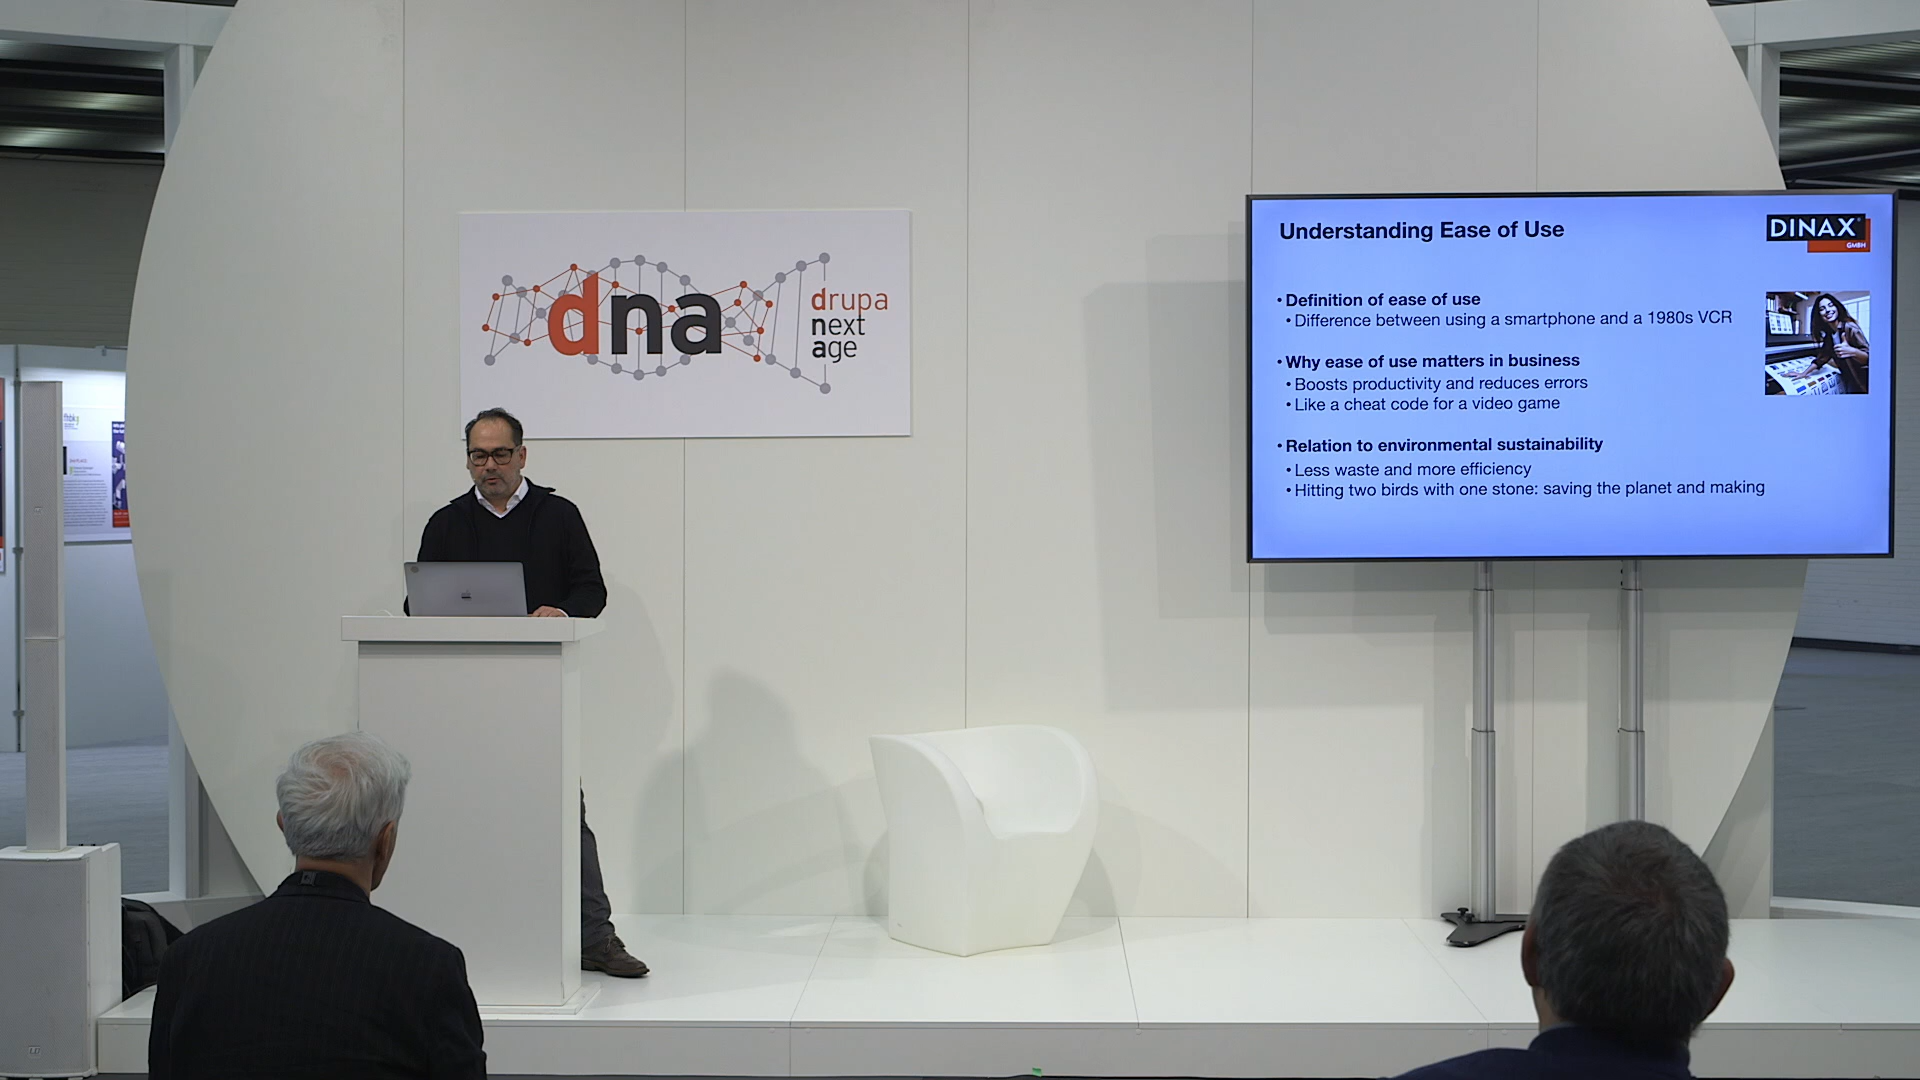 dna
drupa
next
age
Understanding Ease of Use
DINAX
GMBH
• Definition of ease of use
• Difference between using a smartphone and a 1980s VCR
• Why ease of use matters in business
• Boosts productivity and reduces errors
• Like a cheat code for a video game
• Relation to environmental sustainability
• Less waste and more efficiency
• Hitting two birds with one stone: saving the planet and making